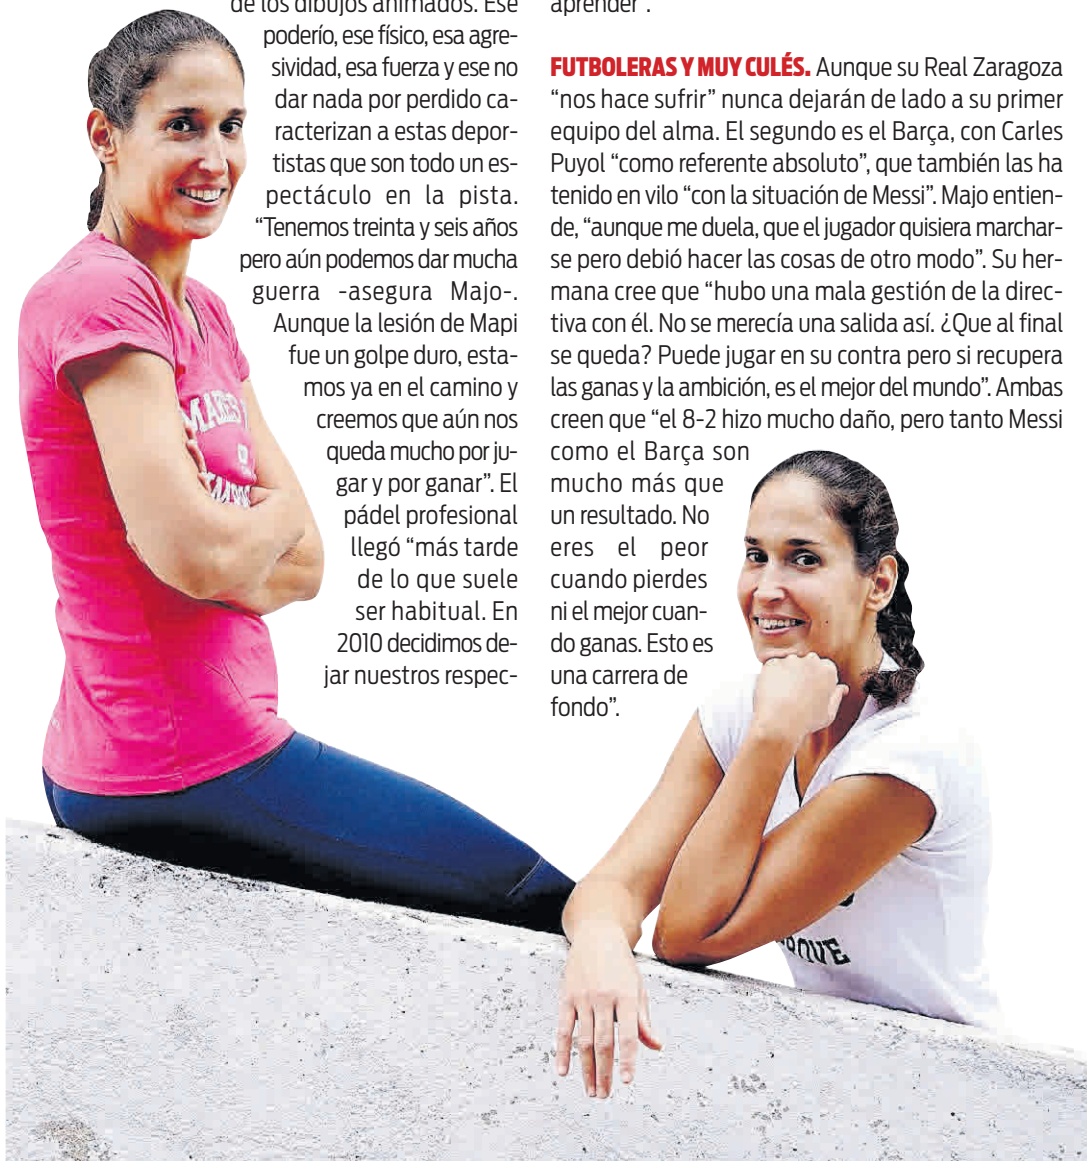 de los dibujos animados. Ese
poderío, ese físico, esa agre-
sividad, esa fuerza y ese no
dar nada por perdido ca-
racterizan a estas depor-
tistas que son todo un es-
pectáculo en la pista.
“Tenemos treinta y seis años
pero aún podemos dar mucha
guerra -asegura Majo-.
Aunque la lesión de Mapi
fue un golpe duro, esta-
mos ya en el camino y
creemos que aún nos
queda mucho por ju-
gar y por ganar”. El
pádel profesional
llegó “más tarde
de lo que suele
ser habitual. En
2010 decidimos de-
jar nuestros respec-
aprender”.
FUTBOLERAS Y MUY CULÉS. Aunque su Real Zaragoza
“nos hace sufrir” nunca dejarán de lado a su primer
equipo del alma. El segundo es el Barça, con Carles
Puyol “como referente absoluto”, que también las ha
tenido en vilo “con la situación de Messi”. Majo entien-
de, “aunque me duela, que el jugador quisiera marchar-
se pero debió hacer las cosas de otro modo”. Su her-
mana cree que “hubo una mala gestión de la direc-
tiva con él. No se merecía una salida así. ¿Que al final
se queda? Puede jugar en su contra pero si recupera
las ganas y la ambición, es el mejor del mundo”. Ambas
creen que “el 8-2 hizo mucho daño, pero tanto Messi
como el Barça son
mucho más que
un resultado. No
eres el peor
cuando pierdes
ni el mejor cuan-
do ganas. Esto es
una carrera de
fondo”.